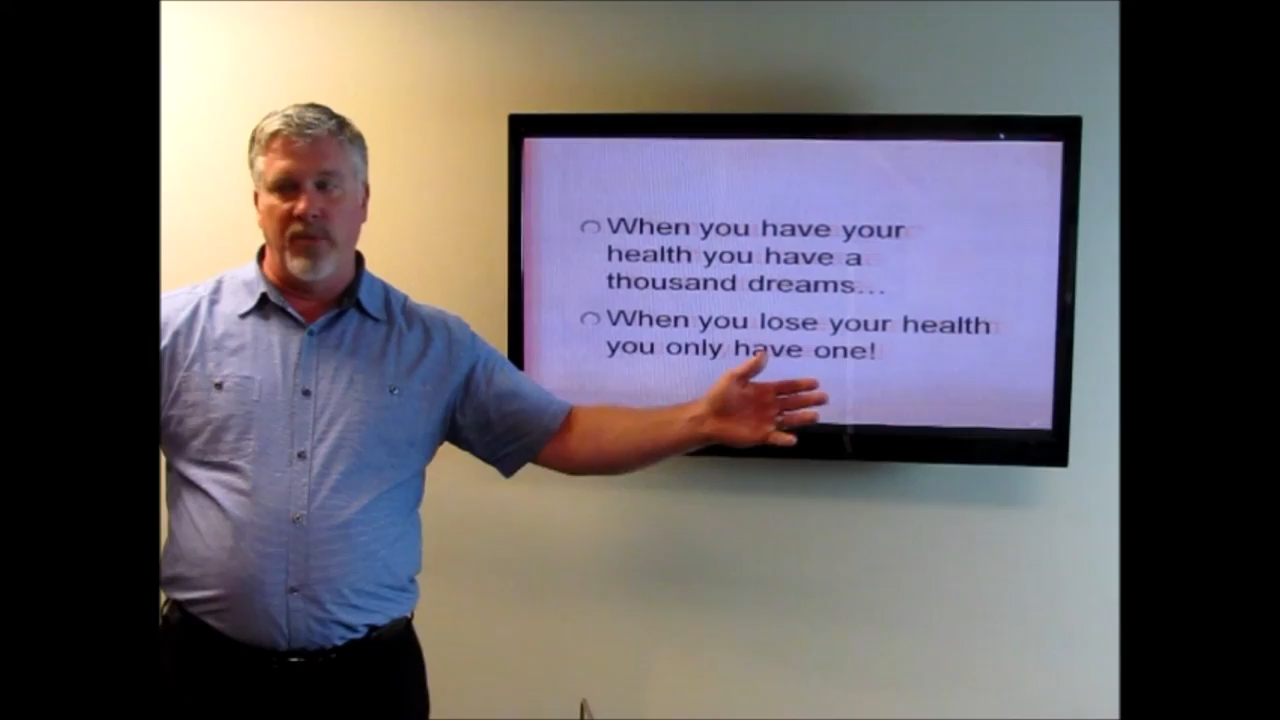 When you have your
health you have a
thousand dreams...
When you lose your health
you only have one!